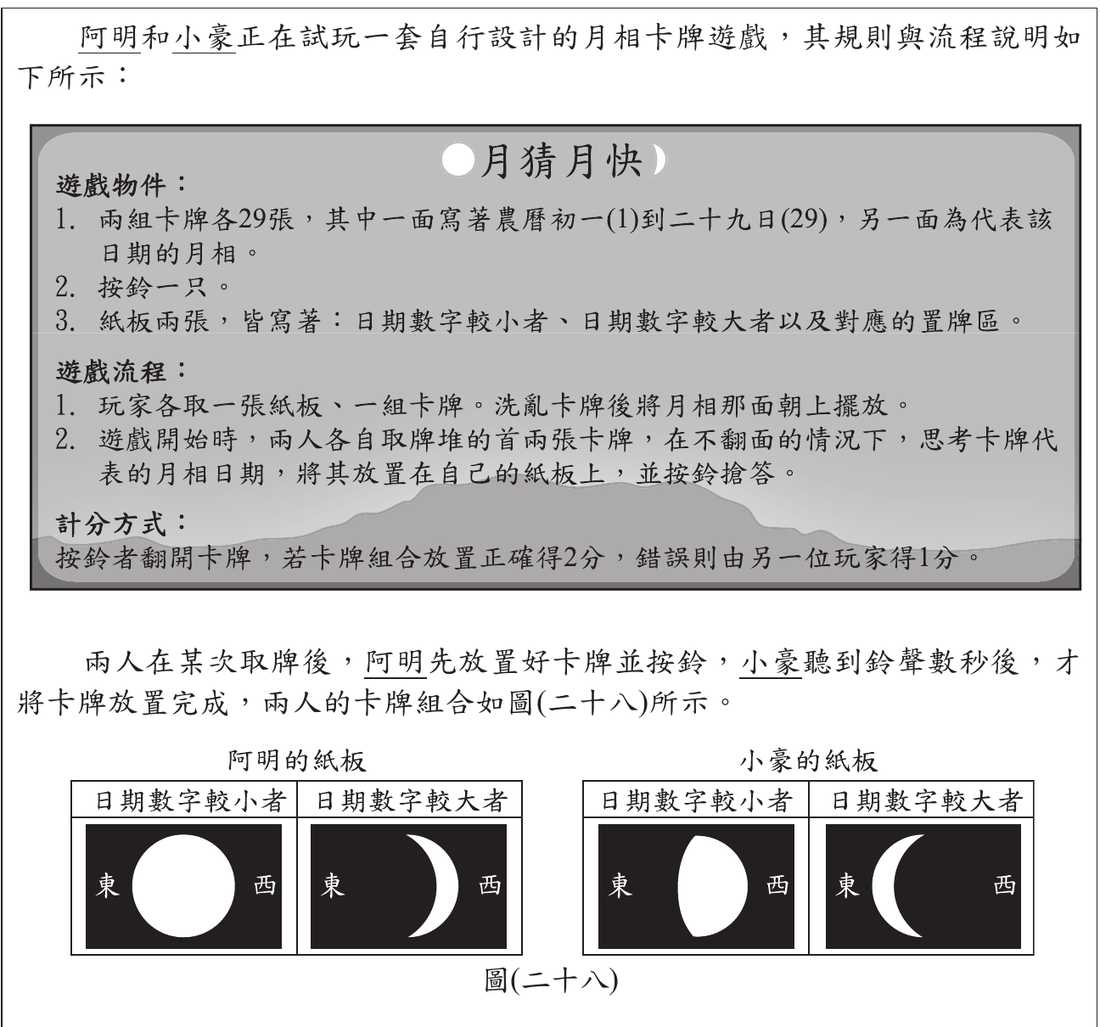 阿明和小豪正在試玩一套自行設計的月相卡牌遊戲，其規則與流程說明如
下所示：
月猜月快
遊戲物件：
1. 兩組卡牌各29張，其中一面寫著農曆初一(1)到二十九日(29)，另一面為代表該
日期的月相。
2. 按鈴一只。
3. 紙板兩張，皆寫著：日期數字較小者、日期數字較大者以及對應的置牌區。
遊戲流程：
1. 玩家各取一張紙板、一組卡牌。洗亂卡牌後將月相那面朝上擺放。
2. 遊戲開始時，兩人各自取牌堆的首兩張卡牌，在不翻面的情況下，思考卡牌代
表的月相日期，將其放置在自己的紙板上，並按鈴搶答。
計分方式：
按鈴者翻開卡牌，若卡牌組合放置正確得2分，錯誤則由另一位玩家得1分。
兩人在某次取牌後，阿明先放置好卡牌並按鈴，小豪聽到鈴聲數秒後，才
將卡牌放置完成，兩人的卡牌組合如圖(二十八)所示。
阿明的紙板
日期數字較小者 日期數字較大者
東 西 東 西
小豪的紙板
日期數字較小者 日期數字較大者
東 西 東 西
圖(二十八)